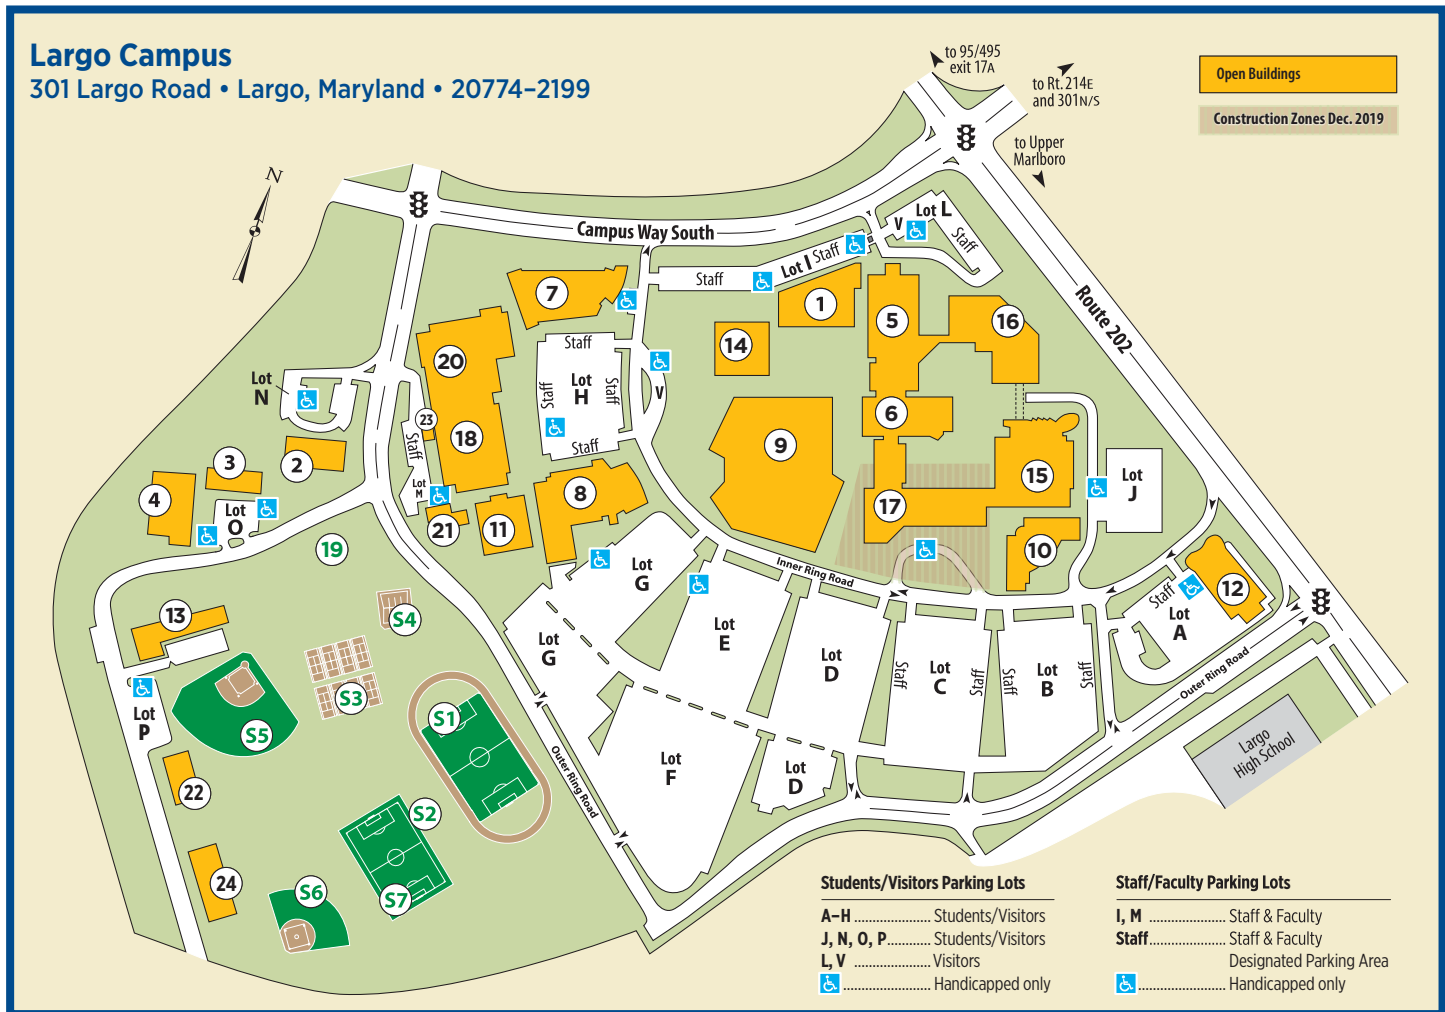 Largo Campus
301 Largo Road • Largo, Maryland • 20774–2199
to 95/495
exit 17A
to Rt. 214E
and 301N/S
to Upper
Marlboro
Open Buildings
Construction Zones Dec. 2019
N
Campus Way South
Route 202
Lot L
V
Staff
Lot I Staff
Staff
7
1
5
16
14
20
Staff
Lot
H
Staff
Staff
Staff
V
Lot
N
23
18
Staff
Lot
M
6
9
3
2
4
Lot
O
8
21
11
17
15
Lot
J
10
19
Inner Ring Road
Lot
G
Lot
G
Lot
E
Lot
D
Staff
Lot
C
Staff
Staff
Lot
B
Staff
Staff
Lot
A
12
Outer Ring Road
13
S4
S3
S5
S1
Lot
P
22
Outer Ring Road
Lot
F
Lot
D
Largo
High School
S2
24
S6
S7
Students/Visitors Parking Lots
A–H .................... Students/Visitors
J, N, O, P............ Students/Visitors
L, V .................... Visitors
....................... Handicapped only
Staff/Faculty Parking Lots
I, M .................... Staff & Faculty
Staff.................... Staff & Faculty
Designated Parking Area
....................... Handicapped only